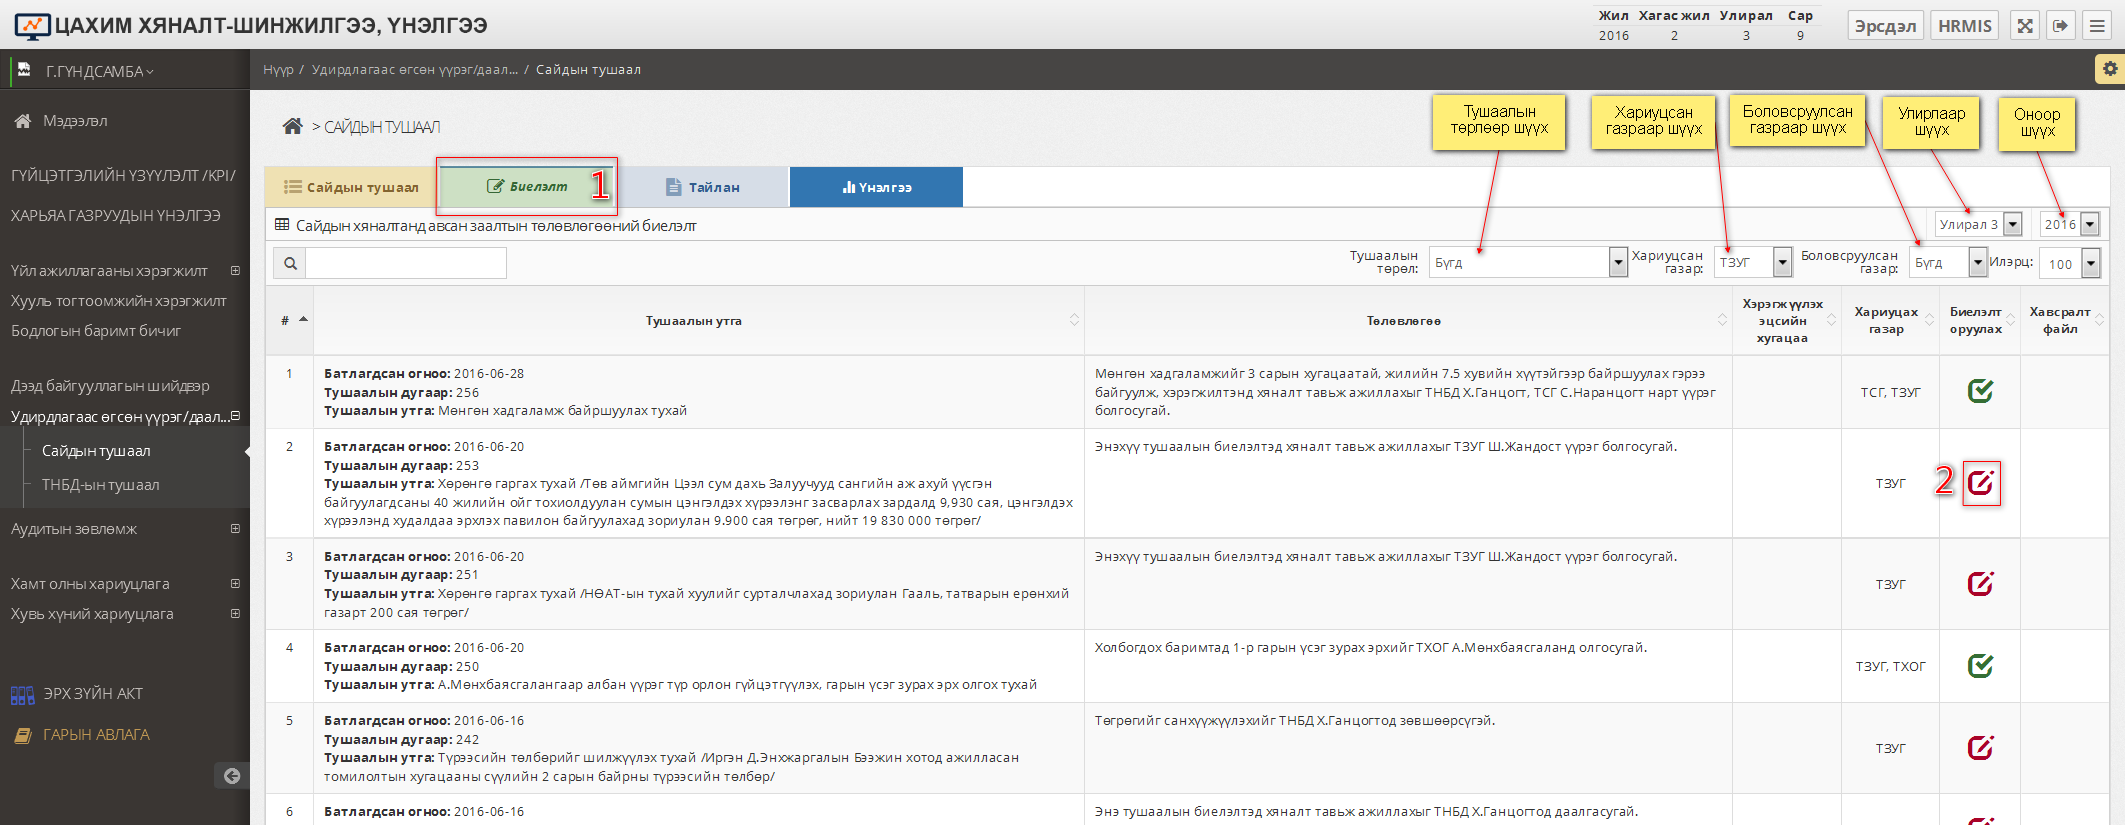 ЦАХИМ ХЯНАЛТ-ШИНЖИЛГЭЭ, ҮНЭЛГЭЭ
Жил Хагас жил Улирал Сар
2016 2 3 9
Эрсдэл HRMIS
Г.ГҮНДСАМБА
Нүүр / Удирдлагаас өгсөн үүрэг/даал... / Сайдын тушаал
Мэдээлэл
ГҮЙЦЭТГЭЛИЙН ҮЗҮҮЛЭЛТ /KPI/
ХАРЬЯА ГАЗРУУДЫН ҮНЭЛГЭЭ
Үйл ажиллагааны хэрэгжилт
Хууль тогтоомжийн хэрэгжилт
Бодлогын баримт бичиг
Дээд байгууллагын шийдвэр
Удирдлагаас өгсөн үүрэг/даал...
Сайдын тушаал
ТНБД-ын тушаал
Аудитын зөвлөмж
Хамт олны хариуцлага
Хувь хүний хариуцлага
ЭРХ ЗҮЙН АКТ
ГАРЫН АВЛАГА
> САЙДЫН ТУШААЛ
Тушаалын
төрлөөр шүүх
Хариуцсан
газраар шүүх
Боловсруулсан
газраар шүүх
Улирлаар
шүүх
Оноор
шүүх
Сайдын тушаал
Биелэлт
1
Тайлан
Үнэлгээ
Сайдын хяналтанд авсан заалтын төлөвлөгөөний биелэлт
Улирал 3
2016
Тушаалын
төрөл:
Бүгд
Хариуцсан
газар:
ТЗУГ
Боловсруулсан
газар:
Бүгд
Илэрц:
100
#
Тушаалын утга
Төлөвлөгөө
Хэрэгжүүлэх
эцсийн
хугацаа
Хариуцах
газар
Биелэлт
оруулах
Хавсралт
файл
1
Батлагдсан огноо: 2016-06-28
Тушаалын дугаар: 256
Тушаалын утга: Мөнгөн хадгаламж байршуулах тухай
Мөнгөн хадгаламжийг 3 сарын хугацаатай, жилийн 7.5 хувийн хүүтэйгээр байршуулах гэрээ
байгуулж, хэрэгжилтэнд хяналт тавьж ажиллахыг ТНБД Х.Ганцогт, ТСГ С.Наранцогт нарт үүрэг
болгосугай.
ТСГ, ТЗУГ
2
Батлагдсан огноо: 2016-06-20
Тушаалын дугаар: 253
Тушаалын утга: Хөрөнгө гаргах тухай /Төв аймгийн Цээл сум дахь Залуучууд сангийн аж ахуй үүсгэн
байгуулагдсаны 40 жилийн ойг тохиолдуулан сумын цэнгэлдэх хүрээлэнг засварлах зардалд 9,930 сая, цэнгэлдэх
хүрээлэнд худалдаа эрхлэх павилон байгуулахад зориулан 9.900 сая төгрөг, нийт 19 830 000 төгрөг/
Энэхүү тушаалын биелэлтэд хяналт тавьж ажиллахыг ТЗУГ Ш.Жандост үүрэг болгосугай.
ТЗУГ
2
3
Батлагдсан огноо: 2016-06-20
Тушаалын дугаар: 251
Тушаалын утга: Хөрөнгө гаргах тухай /НӨАТ-ын тухай хуулийг сурталчлахад зориулан Гааль, татварын ерөнхий
газарт 200 сая төгрөг/
Энэхүү тушаалын биелэлтэд хяналт тавьж ажиллахыг ТЗУГ Ш.Жандост үүрэг болгосугай.
ТЗУГ
4
Батлагдсан огноо: 2016-06-20
Тушаалын дугаар: 250
Тушаалын утга: А.Мөнхбаясгалангаар албан үүрэг түр орлон гүйцэтгүүлэх, гарын үсэг зурах эрх олгох тухай
Холбогдох баримтад 1-р гарын үсэг зурах эрхийг ТХОГ А.Мөнхбаясгаланд олгосугай.
ТЗУГ, ТХОГ
5
Батлагдсан огноо: 2016-06-16
Тушаалын дугаар: 242
Тушаалын утга: Түрээсийн төлбөрийг шилжүүлэх тухай /Иргэн Д.Энхжаргалын Бээжин хотод ажилласан
томилолтын хугацааны сүүлийн 2 сарын байрны түрээсийн төлбөр/
Төгрөгийг санхүүжүүлэхийг ТНБД Х.Ганцогтод зөвшөөрсүгэй.
ТЗУГ
6
Батлагдсан огноо: 2016-06-16
Энэ тушаалын биелэлтэд хяналт тавьж ажиллахыг ТНБД Х.Ганцогтод даалгасугай.